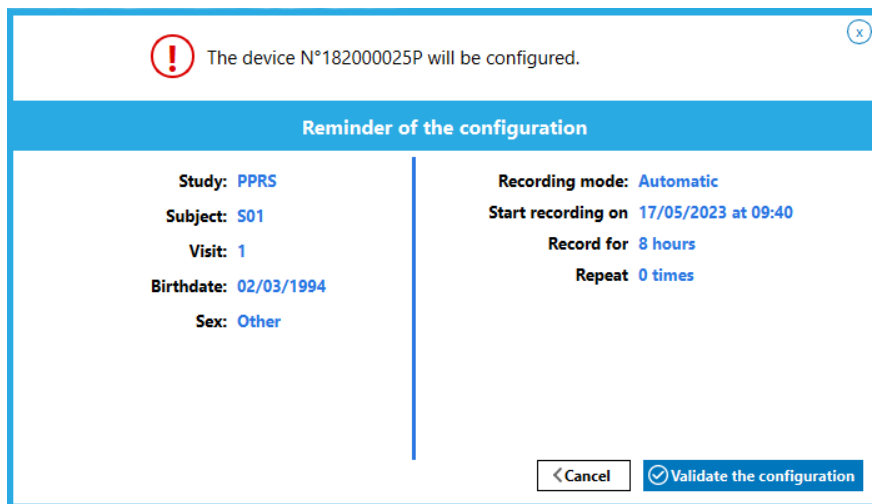 x
! The device N°182000025P will be configured.
Reminder of the configuration
Study: PPRS
Subject: S01
Visit: 1
Birthdate: 02/03/1994
Sex: Other
Recording mode: Automatic
Start recording on 17/05/2023 at 09:40
Record for 8 hours
Repeat 0 times
Cancel
Validate the configuration